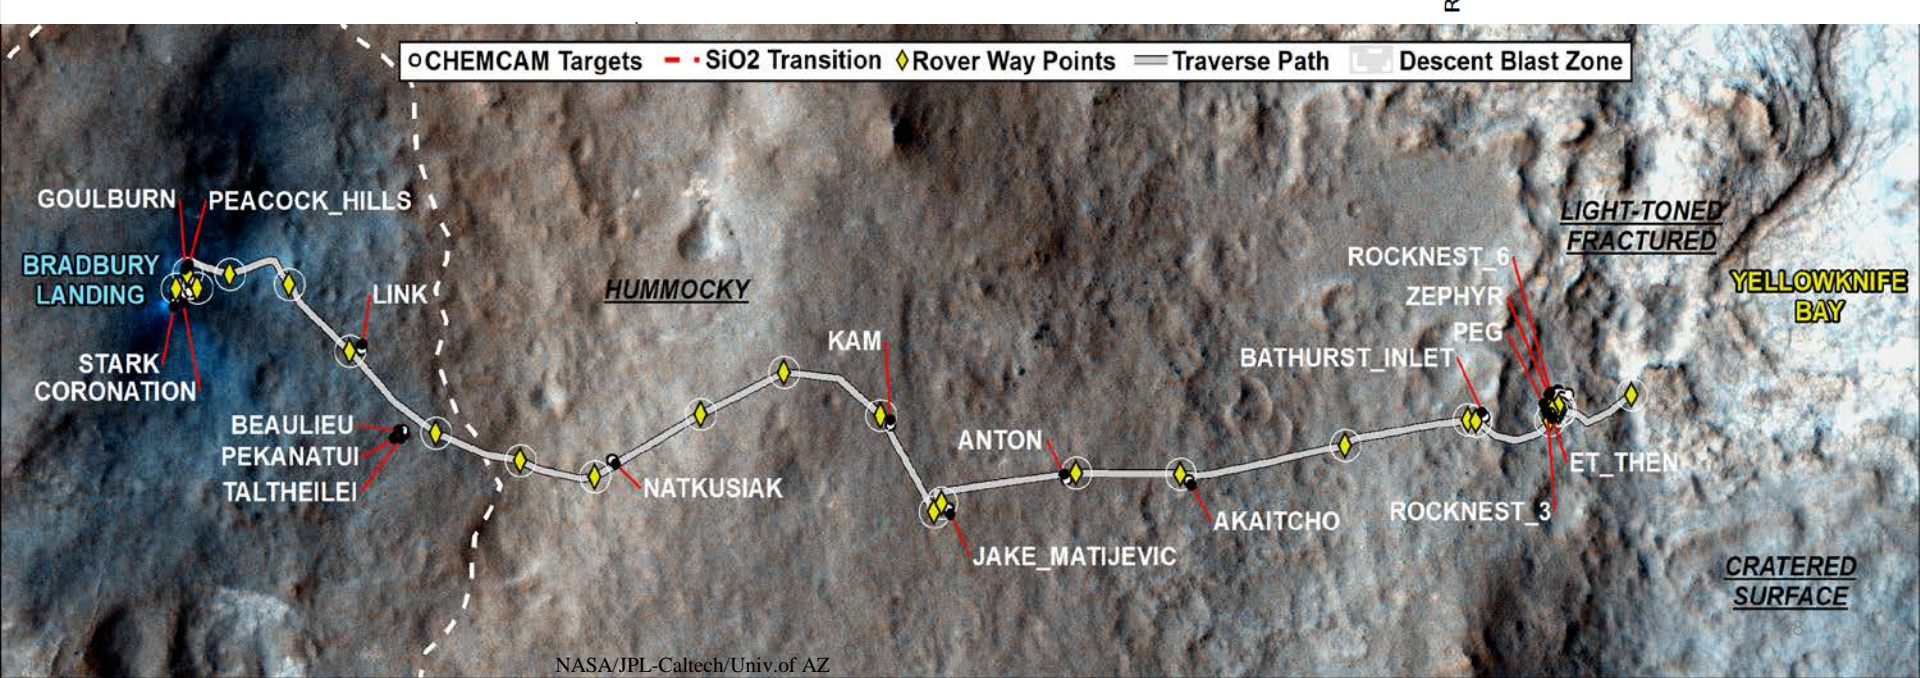 R
CHEMCAM Targets SiO2 Transition Rover Way Points Traverse Path Descent Blast Zone
GOULBURN PEACOCK_HILLS
BRADBURY
LANDING
LINK
STARK
CORONATION
BEAULIEU
PEKANATUI
TALTHEILEI
HUMMOCKY
NATKUSIAK
KAM
JAKE_MATIJEVIC
ANTON
AKAITCHO
BATHURST_INLET
ROCKNEST_6
ZEPHYR
PEG
ROCKNEST_3
ET_THEN
LIGHT-TONED
FRACTURED
YELLOWKNIFE
BAY
CRATERED
SURFACE
8
NASA/JPL-Caltech/Univ.of AZ